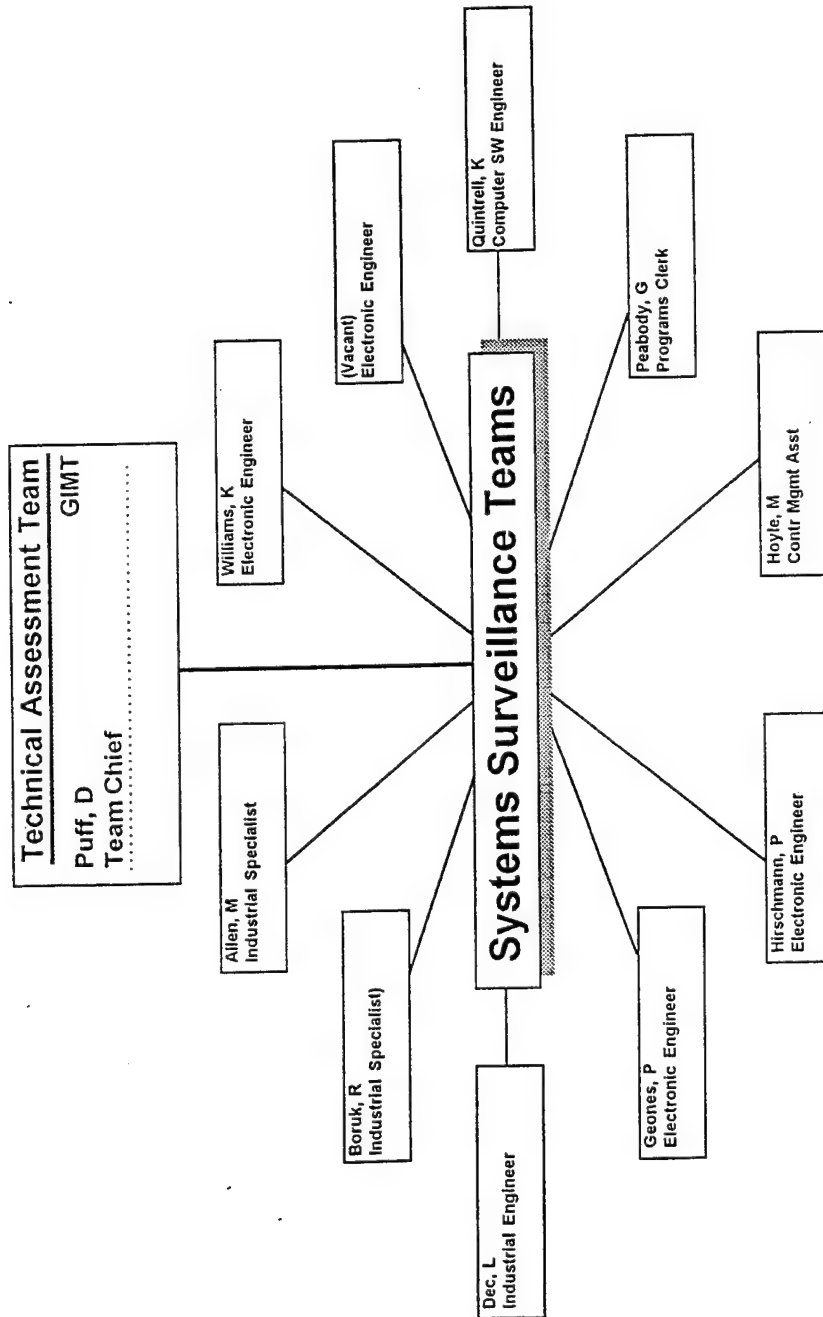 Technical Assessment Team
Puff, D GIMT
Team Chief
Allen, M
Industrial Specialist
Williams, K
Electronic Engineer
Boruk, R
Industrial Specialist)
(Vacant)
Electronic Engineer
Dec, L
Industrial Engineer
Systems Surveillance Teams
Quintrell, K
Computer SW Engineer
Geones, P
Electronic Engineer
Peabody, G
Programs Clerk
Hirschmann, P
Electronic Engineer
Hoyle, M
Contr Mgmt Asst